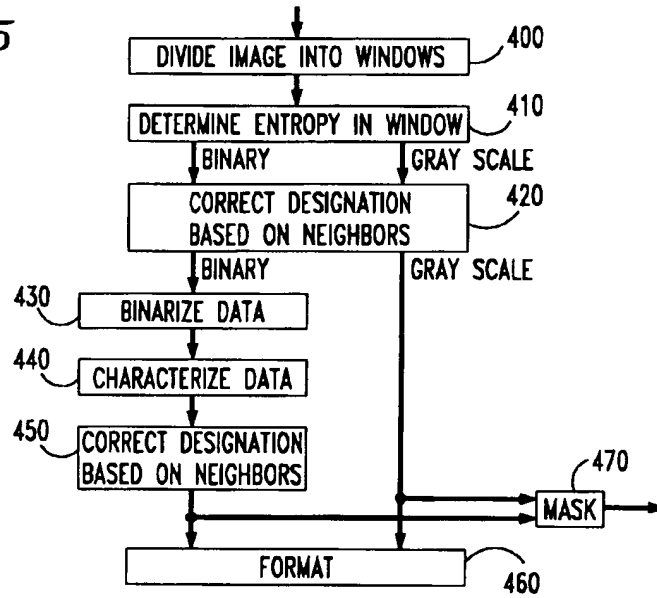 5
400
DIVIDE IMAGE INTO WINDOWS
410
DETERMINE ENTROPY IN WINDOW
BINARY GRAY SCALE
420
CORRECT DESIGNATION
BASED ON NEIGHBORS
BINARY GRAY SCALE
430
BINARIZE DATA
440
CHARACTERIZE DATA
450
CORRECT DESIGNATION
BASED ON NEIGHBORS
470
MASK
FORMAT
460